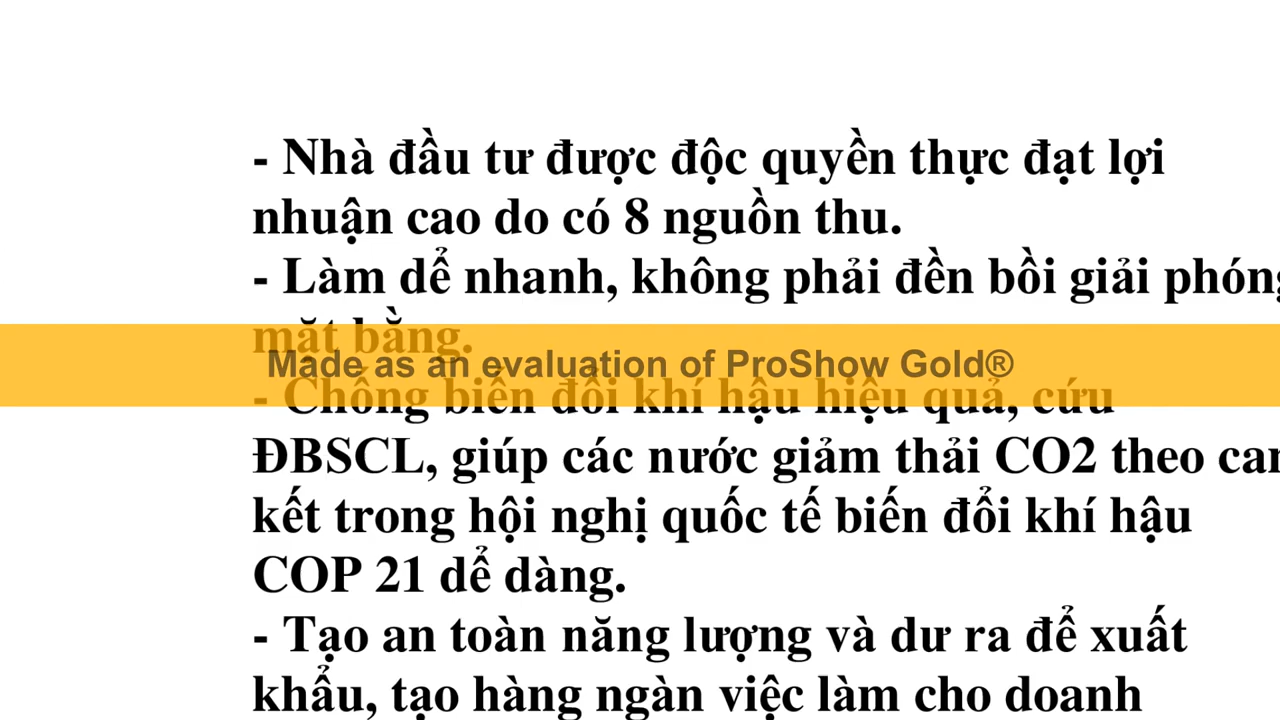 - Nhà đầu tư được độc quyền thực đạt lợi
nhuận cao do có 8 nguồn thu.
- Làm dể nhanh, không phải đền bồi giải phóng
mặt bằng.
Made as an evaluation of ProShow Gold®
- Chống biến đổi khí hậu hiệu quả, cứu
ĐBSCL, giúp các nước giảm thải CO2 theo
kết trong hội nghị quốc tế biến đổi khí hậu
COP 21 dể dàng.
- Tạo an toàn năng lượng và dư ra để xuất
khẩu, tạo hàng ngàn việc làm cho doanh